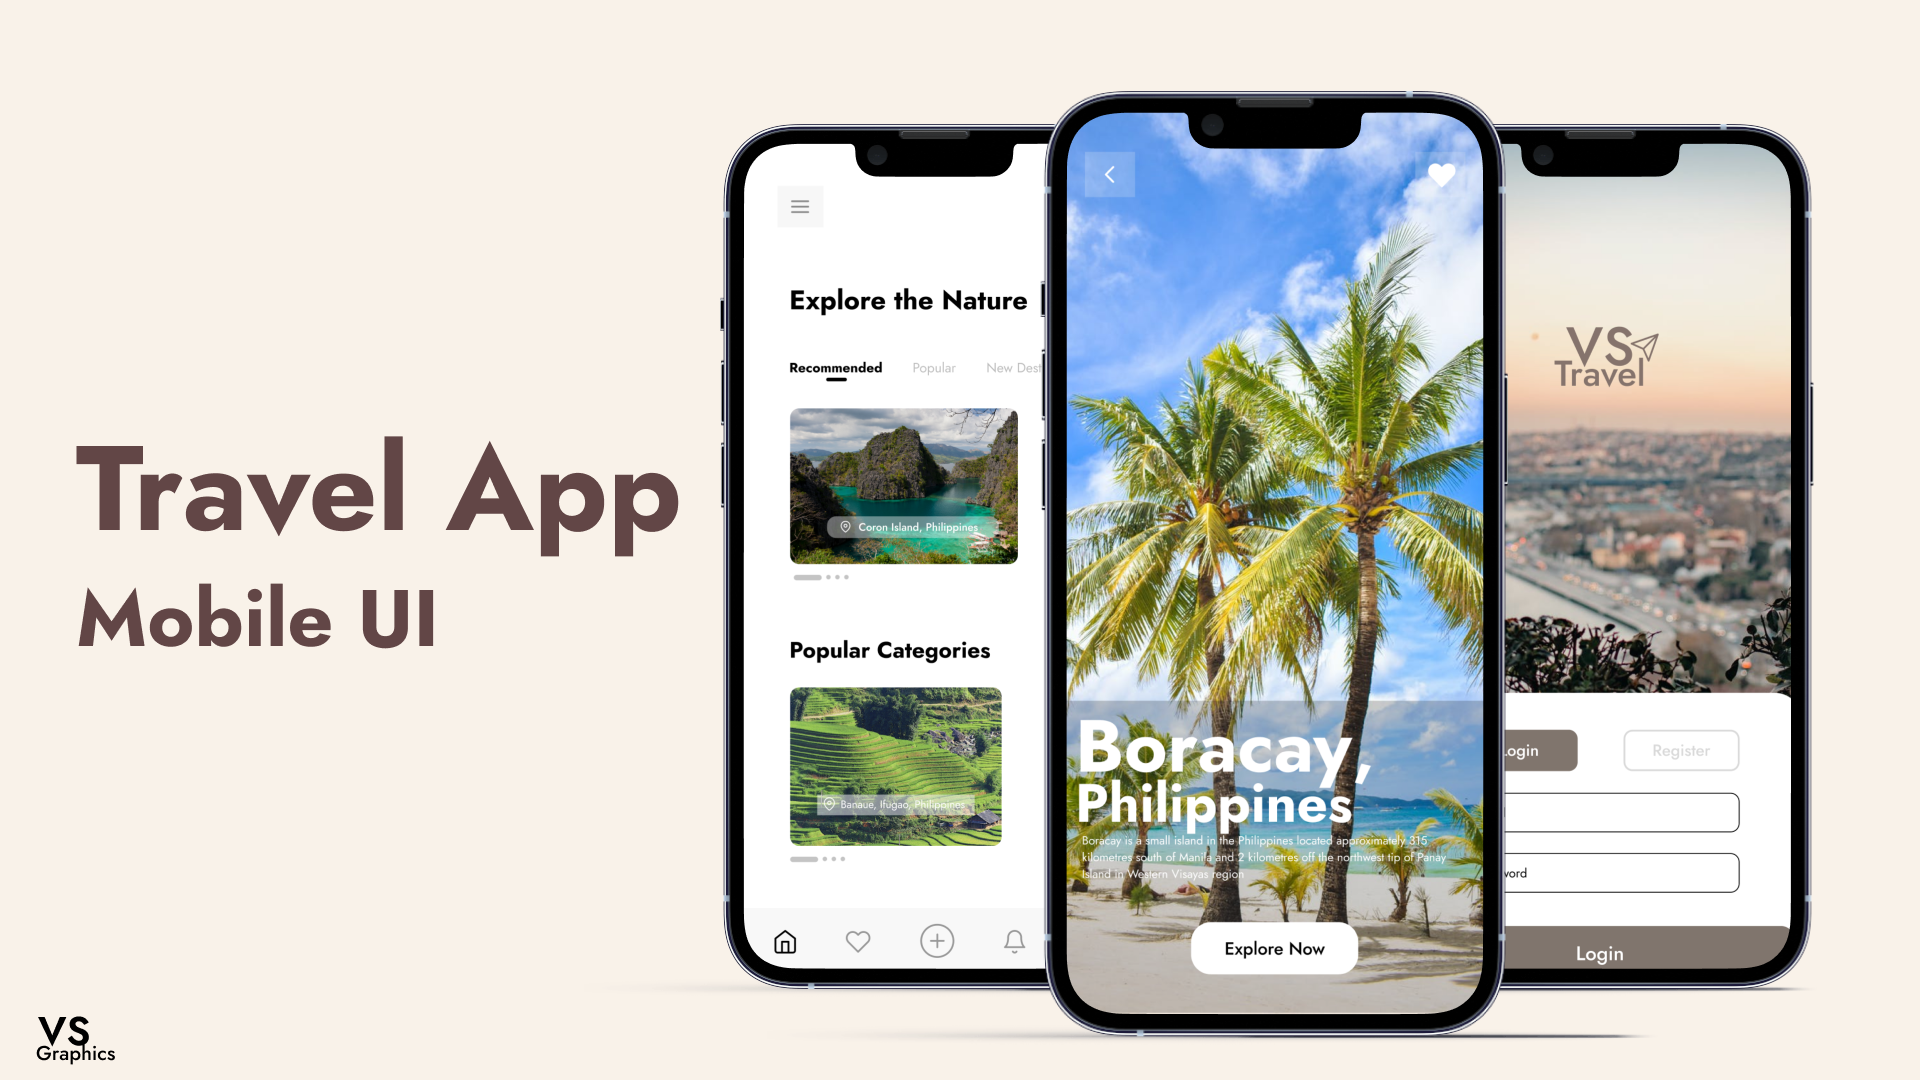 Travel App
Mobile UI
VS
Graphics
Explore the Nature
Recommended Popular New Dest
Coron Island, Philippines
Popular Categories
Banaue, Ifugao, Philippines
Boracay,
Philippines
Boracay is a small island in the Philippines located approximately 315
kilometres south of Manila and 2 kilometres off the northwest tip of Panay
Island in Western Visayas region
Explore Now
VS
Travel
Login Register
word
Login